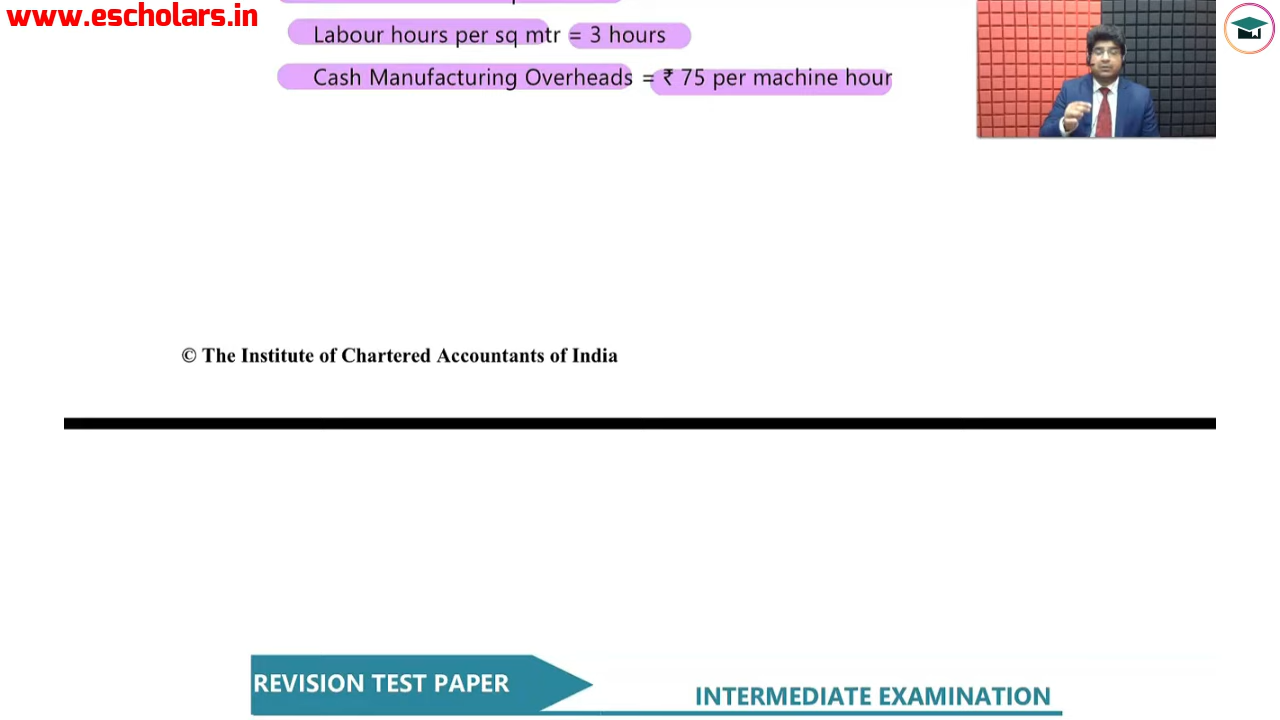 www.escholars.in
Labour hours per sq mtr = 3 hours
Cash Manufacturing Overheads = ₹ 75 per machine hour
© The Institute of Chartered Accountants of India
REVISION TEST PAPER
INTERMEDIATE EXAMINATION